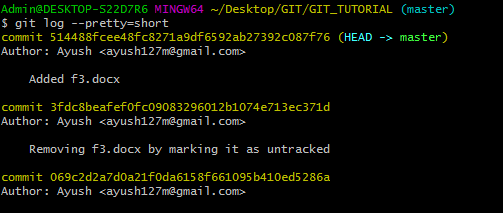 Admin@DESKTOP-S22D7R6 MINGW64 ~/Desktop/GIT/GIT_TUTORIAL (master)
$ git log --pretty=short
commit 514488fcee48fc8271a9df6592ab27392c087f76 (HEAD -> master)
Author: Ayush <ayush127m@gmail.com>
Added f3.docx
commit 3fdc8beafef0fc09083296012b1074e713ec371d
Author: Ayush <ayush127m@gmail.com>
Removing f3.docx by marking it as untracked
commit 069c2d2a7d0a21f0da6158f661095b410ed5286a
Author: Ayush <ayush127m@gmail.com>